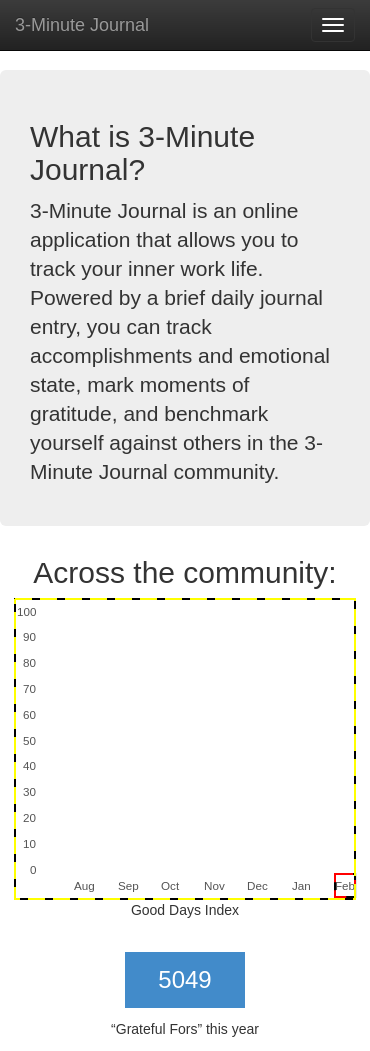 3-Minute Journal
What is 3-Minute
Journal?
3-Minute Journal is an online
application that allows you to
track your inner work life.
Powered by a brief daily journal
entry, you can track
accomplishments and emotional
state, mark moments of
gratitude, and benchmark
yourself against others in the 3-
Minute Journal community.
Across the community:
100
90
80
70
60
50
40
30
20
10
0
Aug Sep Oct Nov Dec Jan Feb
Good Days Index
5049
“Grateful Fors” this year